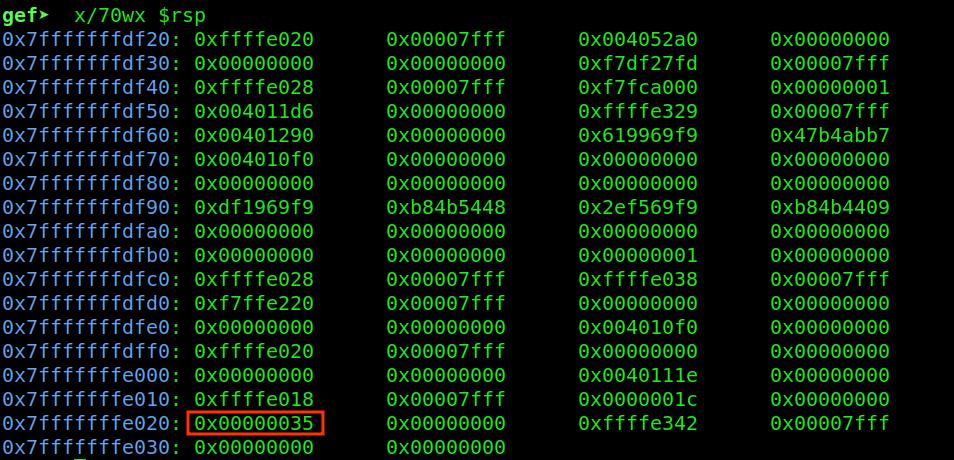 gef➤  x/70wx $rsp
0x7fffffffdf20: 0xffffe020 0x00007fff 0x004052a0 0x00000000
0x7fffffffdf30: 0x00000000 0x00000000 0xf7df27fd 0x00007fff
0x7fffffffdf40: 0xffffe028 0x00007fff 0xf7fca000 0x00000001
0x7fffffffdf50: 0x004011d6 0x00000000 0xffffe329 0x00007fff
0x7fffffffdf60: 0x00401290 0x00000000 0x619969f9 0x47b4abb7
0x7fffffffdf70: 0x004010f0 0x00000000 0x00000000 0x00000000
0x7fffffffdf80: 0x00000000 0x00000000 0x00000000 0x00000000
0x7fffffffdf90: 0xdf1969f9 0xb84b5448 0x2ef569f9 0xb84b4409
0x7fffffffdfa0: 0x00000000 0x00000000 0x00000000 0x00000000
0x7fffffffdfb0: 0x00000000 0x00000000 0x00000001 0x00000000
0x7fffffffdfc0: 0xffffe028 0x00007fff 0xffffe038 0x00007fff
0x7fffffffdfd0: 0xf7ffe220 0x00007fff 0x00000000 0x00000000
0x7fffffffdfe0: 0x00000000 0x00000000 0x004010f0 0x00000000
0x7fffffffdff0: 0xffffe020 0x00007fff 0x00000000 0x00000000
0x7fffffffe000: 0x00000000 0x00000000 0x0040111e 0x00000000
0x7fffffffe010: 0xffffe018 0x00007fff 0x0000001c 0x00000000
0x7fffffffe020: 0x00000035 0x00000000 0xffffe342 0x00007fff
0x7fffffffe030: 0x00000000 0x00000000